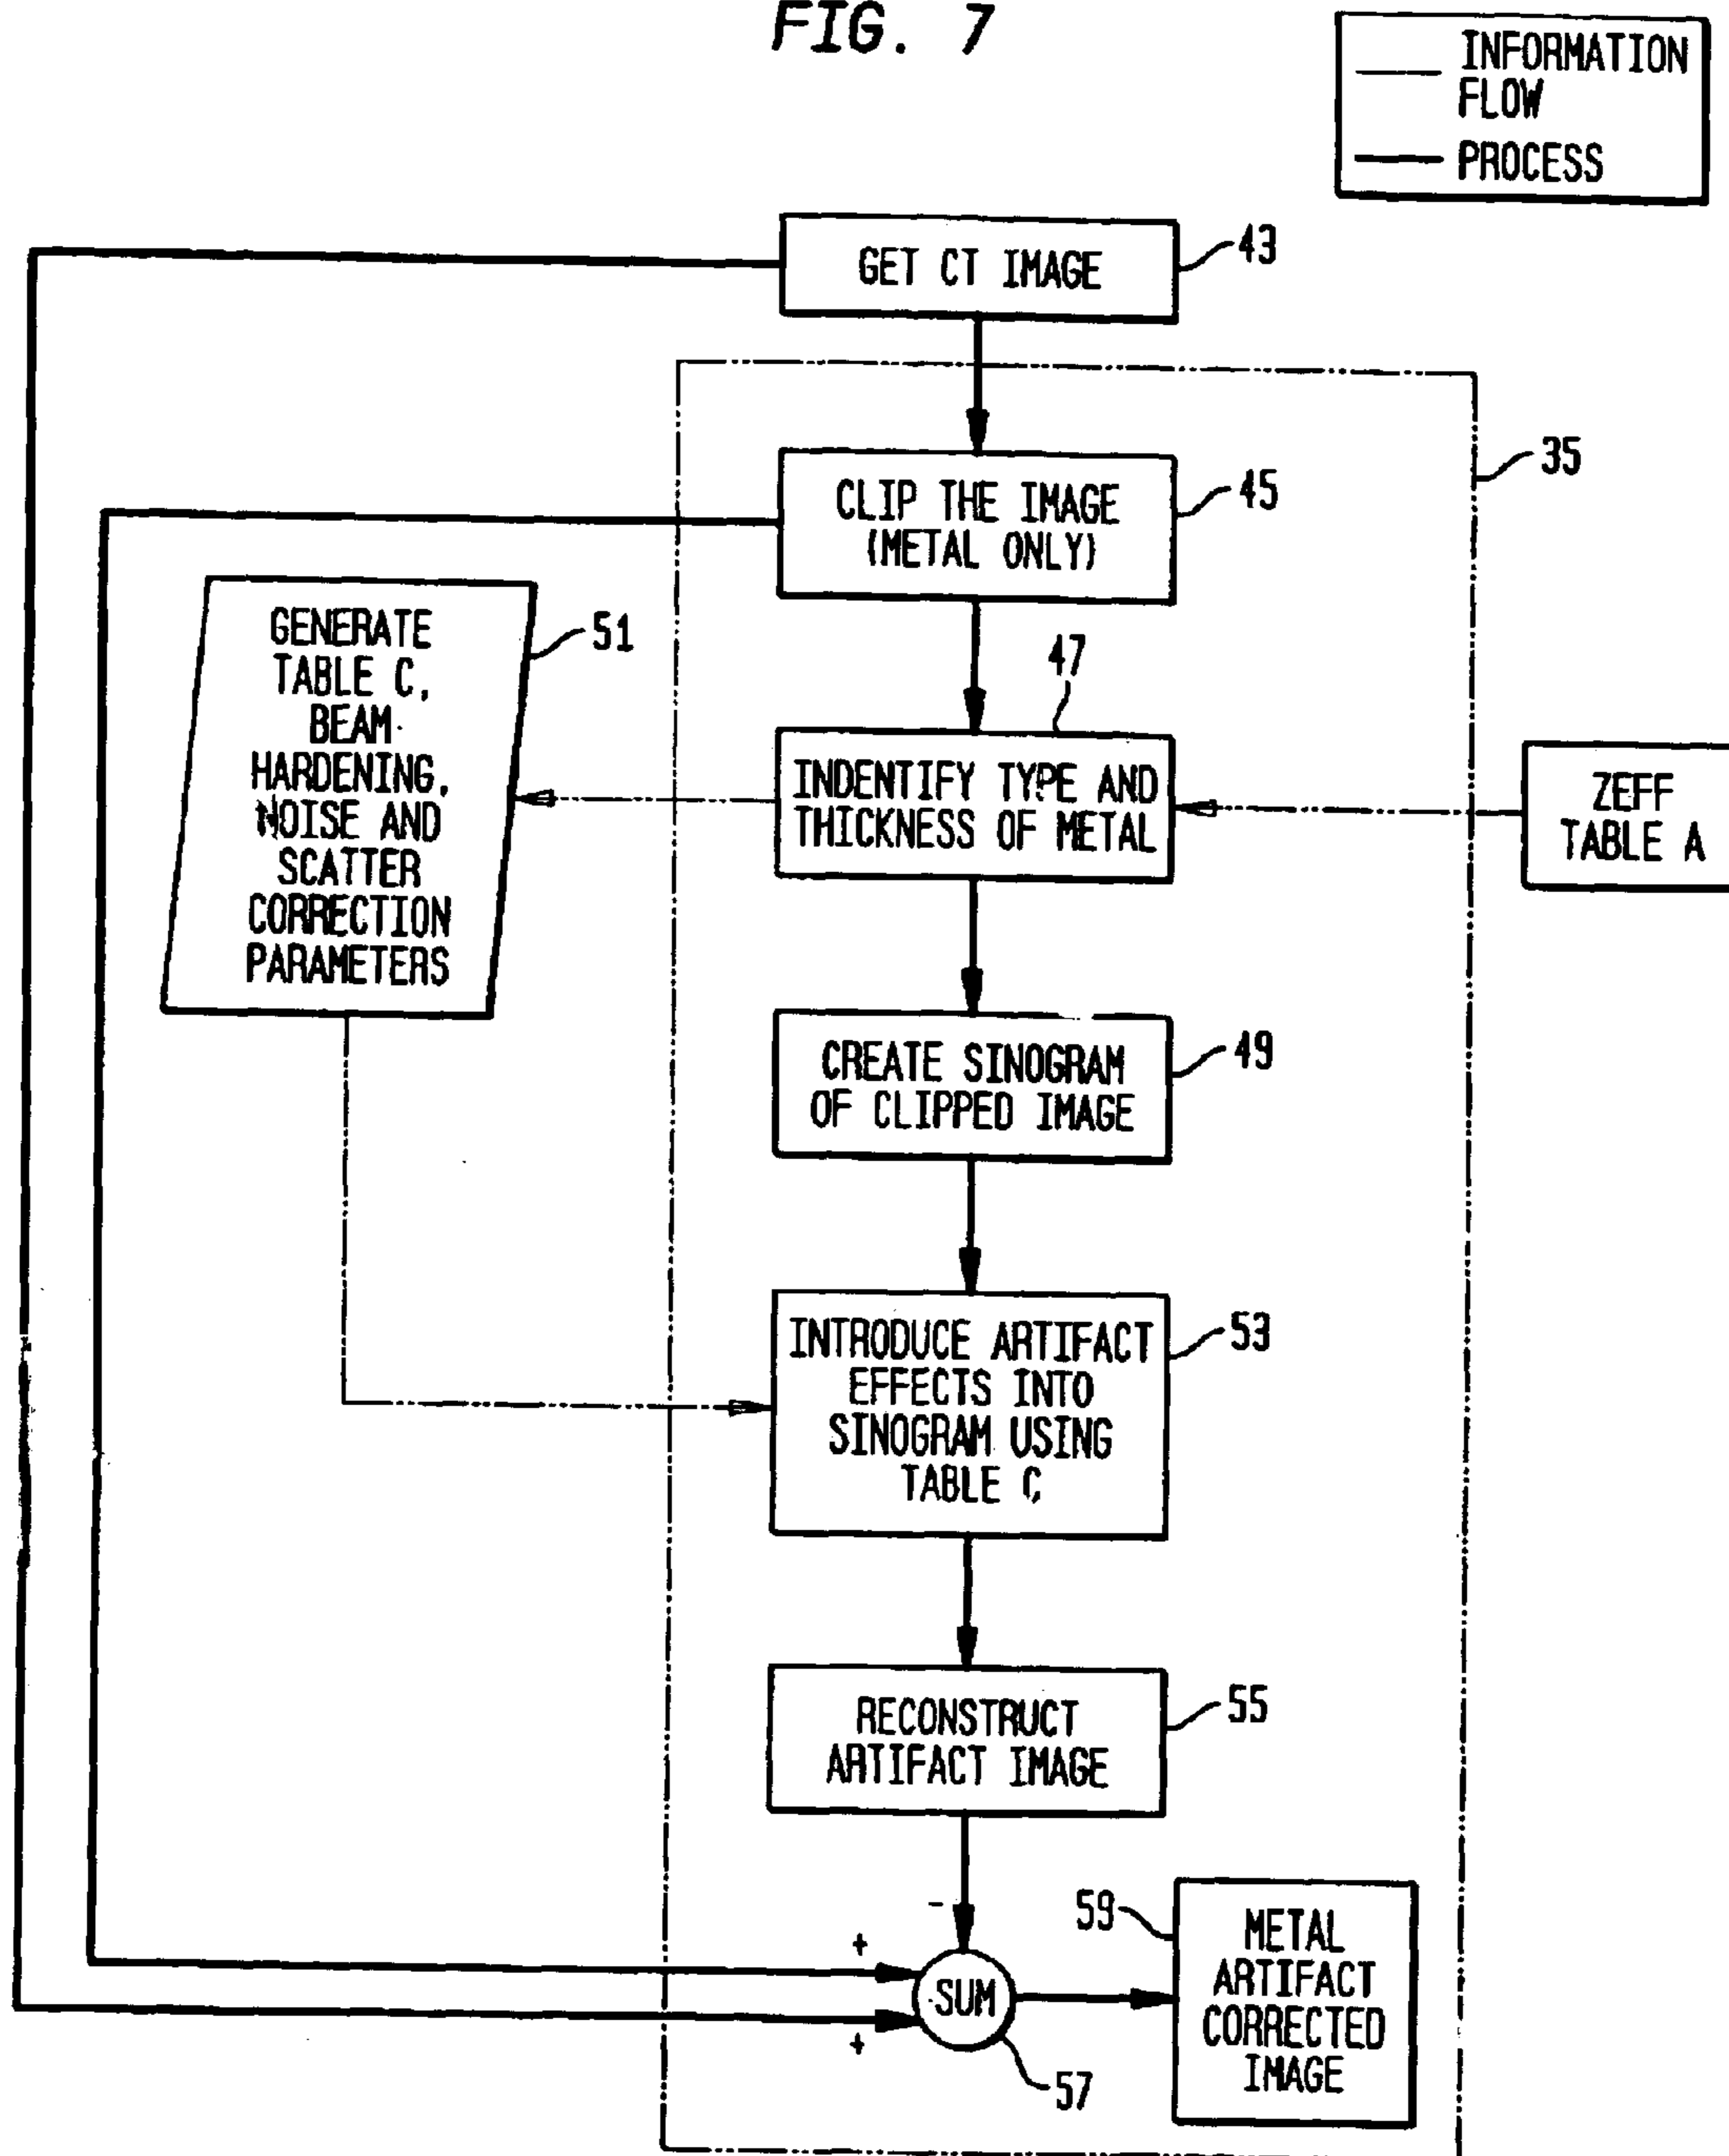 FIG. 7
INFORMATION
FLOW
PROCESS
GET CT IMAGE
43
35
CLIP THE IMAGE
(METAL ONLY)
45
GENERATE
TABLE C,
BEAM
HARDENING,
NOISE AND
SCATTER
CORRECTION
PARAMETERS
51
47
INDENTIFY TYPE AND
THICKNESS OF METAL
ZEFF
TABLE A
CREATE SINOGRAM
OF CLIPPED IMAGE
49
INTRODUCE ARTIFACT
EFFECTS INTO
SINOGRAM USING
TABLE C
53
RECONSTRUCT
ARTIFACT IMAGE
55
-
+
+
SUM
57
59
METAL
ARTIFACT
CORRECTED
IMAGE